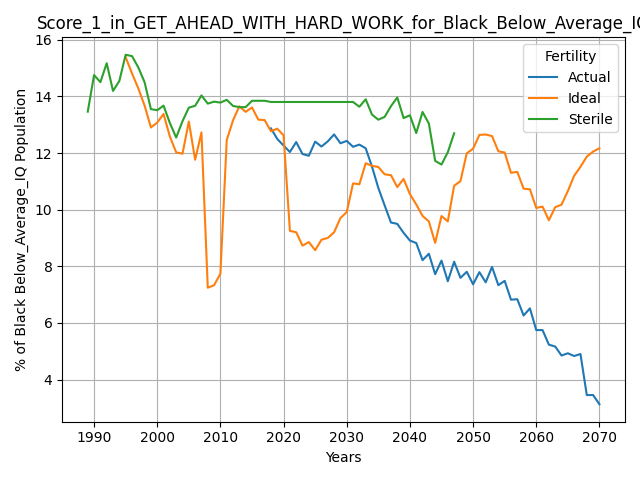 Score_1_in_GET_AHEAD_WITH_HARD_WORK_for_Black_Below_Average_IQ
Fertility
Actual
Ideal
Sterile
% of Black Below_Average_IQ Population
16
14
12
10
8
6
4
1990 2000 2010 2020 2030 2040 2050 2060 2070
Years